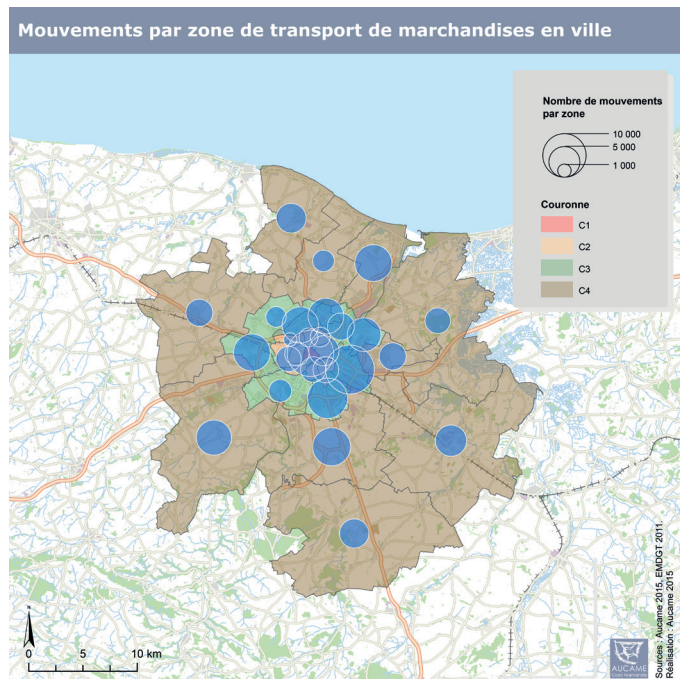 Mouvements par zone de transport de marchandises en ville
Nombre de mouvements
par zone
10 000
5 000
1 000
Couronne
C1
C2
C3
C4
N
0 5 10 km
Sources : Aucame 2015, EMDGT 2011.
Réalisation : Aucame 2015
AUCAME
Caen Normandie